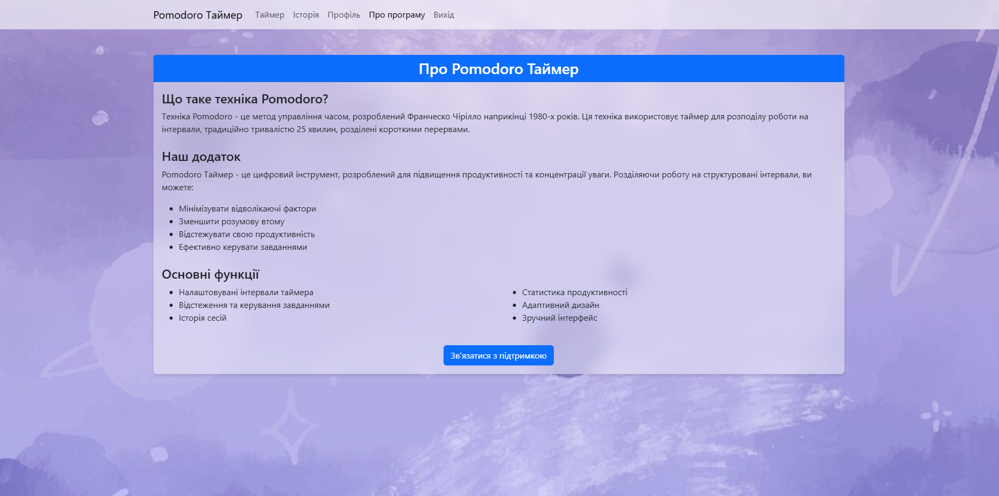 Pomodoro Таймер Таймер Історія Профіль Про програму Вихід
Про Pomodoro Таймер
Що таке техніка Pomodoro?
Техніка Pomodoro - це метод управління часом, розроблений Франческо Чірілло наприкінці 1980-х років. Ця техніка використовує таймер для розподілу роботи на
інтервали, традиційно тривалістю 25 хвилин, розділені короткими перервами.
Наш додаток
Pomodoro Таймер - це цифровий інструмент, розроблений для підвищення продуктивності та концентрації уваги. Розділяючи роботу на структуровані інтервали, ви
можете:
• Мінімізувати відволікаючі фактори
• Зменшити розумову втому
• Відстежувати свою продуктивність
• Ефективно керувати завданнями
Основні функції
• Налаштовувані інтервали таймера
• Відстеження та керування завданнями
• Історія сесій
• Статистика продуктивності
• Адаптивний дизайн
• Зручний інтерфейс
Зв'язатися з підтримкою